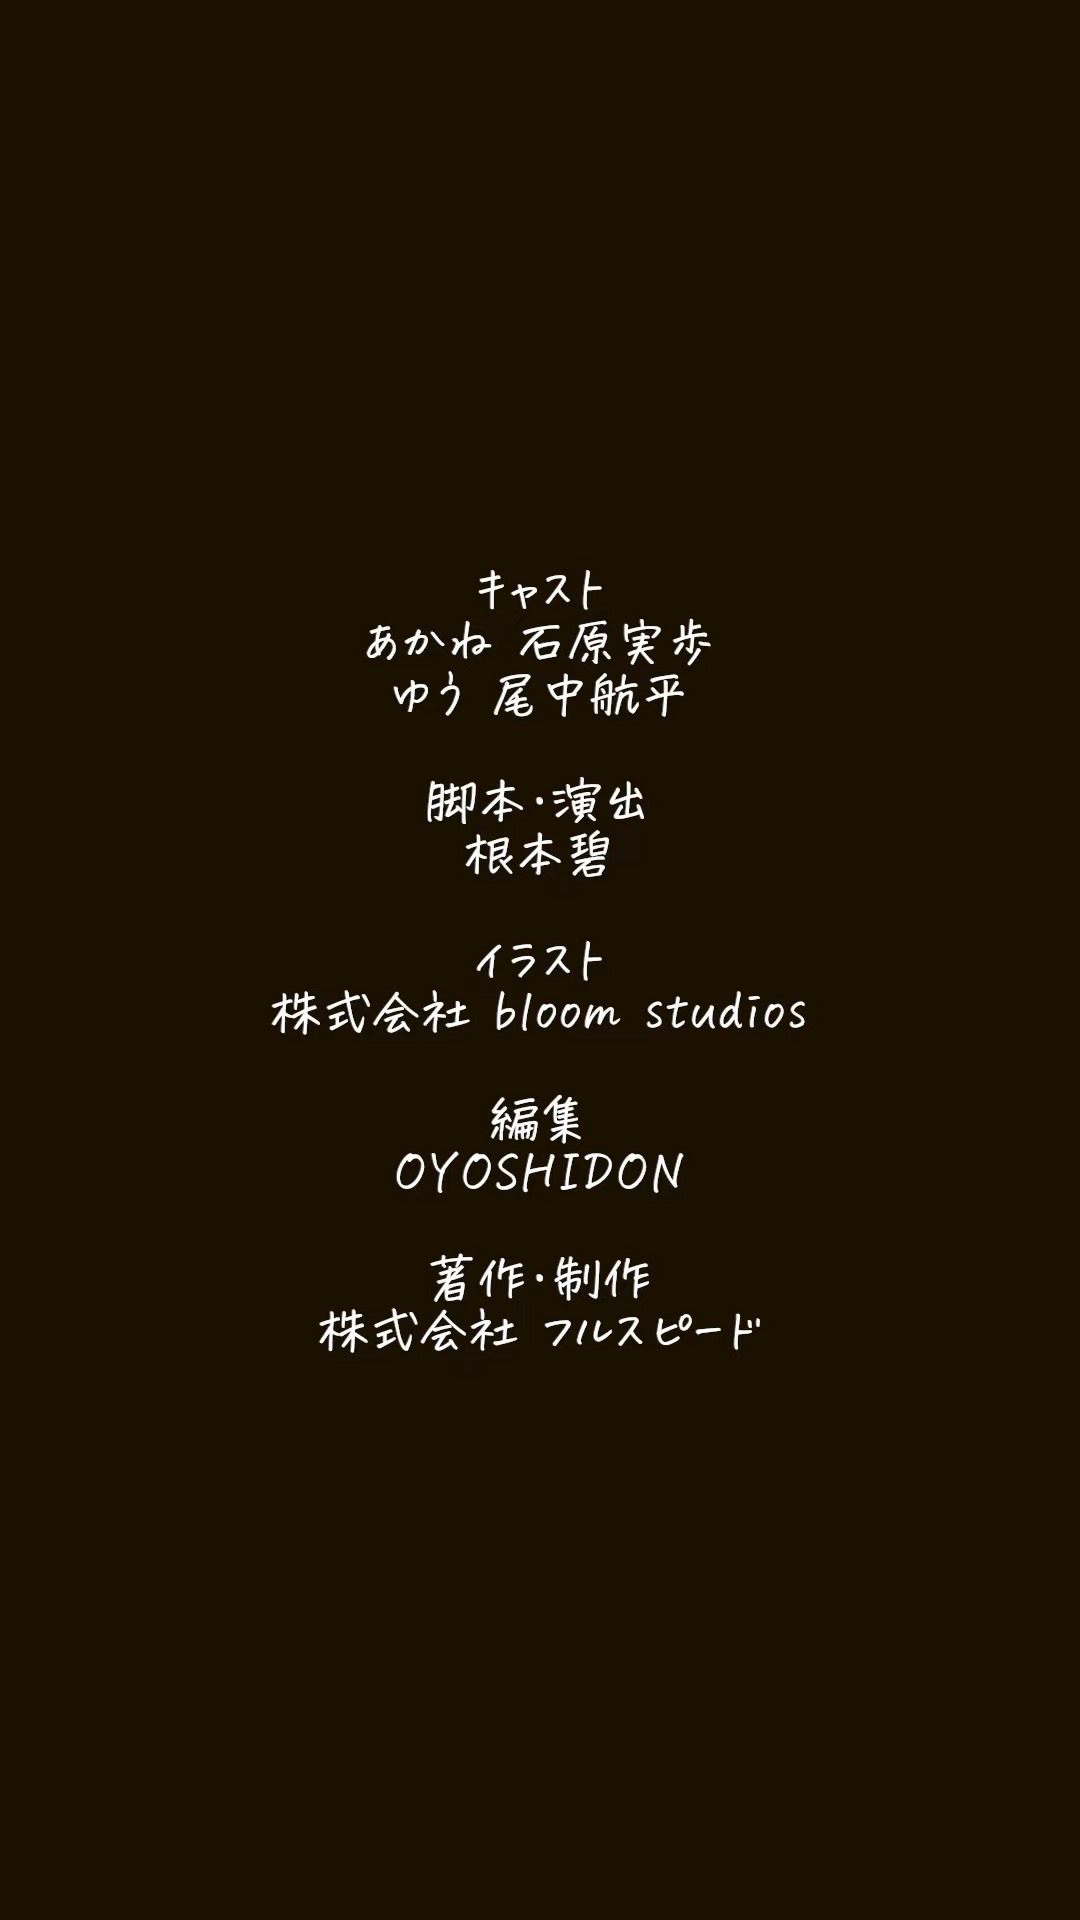 キャスト
あかね 石原実歩
ゆう 尾中航平
脚本・演出
根本碧
イラスト
株式会社 bloom studios
編集
OYOSHIDON
著作・制作
株式会社 フルスピード